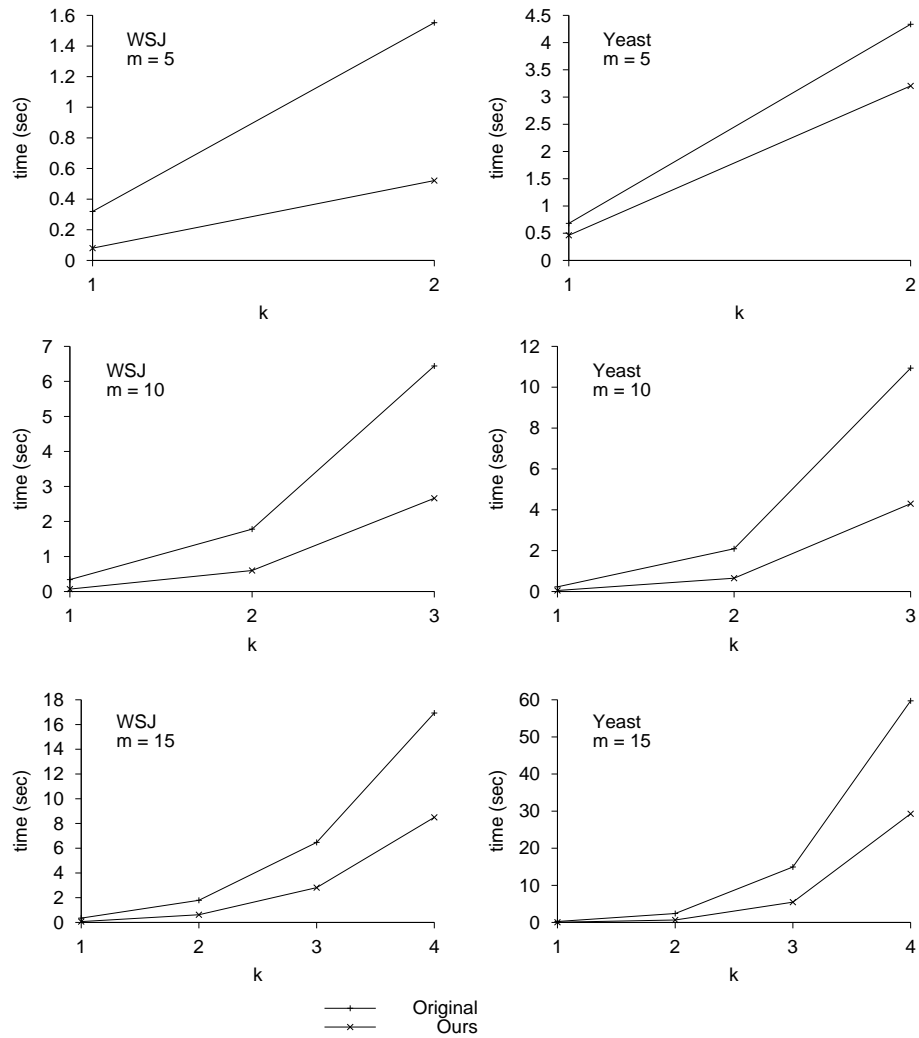 1.6
1.4
1.2
1
0.8
0.6
0.4
0.2
0
time (sec)
WSJ
m = 5
1 2
k
4.5
4
3.5
3
2.5
2
1.5
1
0.5
0
time (sec)
Yeast
m = 5
1 2
k
7
6
5
4
3
2
1
0
time (sec)
WSJ
m = 10
1 2 3
k
12
10
8
6
4
2
0
time (sec)
Yeast
m = 10
1 2 3
k
18
16
14
12
10
8
6
4
2
0
time (sec)
WSJ
m = 15
1 2 3 4
k
60
50
40
30
20
10
0
time (sec)
Yeast
m = 15
1 2 3 4
k
Original
Ours